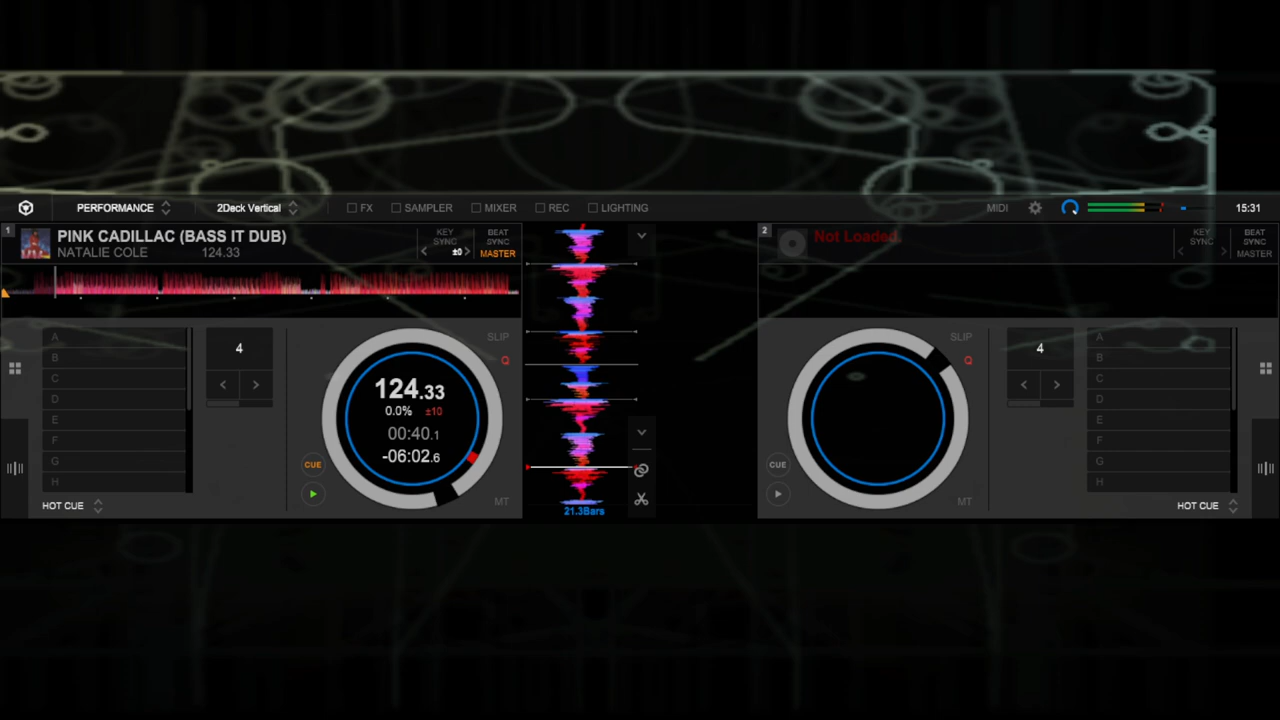 PERFORMANCE 2Deck Vertical FX SAMPLER MIXER REC LIGHTING MIDI 15:31
1 PINK CADILLAC (BASS IT DUB)
NATALIE COLE 124.33
KEY SYNC ±0
BEAT SYNC MASTER
2 Not Loaded.
KEY SYNC
BEAT SYNC MASTER
A
B
C
D
E
F
G
H
HOT CUE
4
SLIP
Q
124.33
0.0% ±10
00:40.1
-06:02.6
CUE
MT
21.3Bars
SLIP
Q
CUE
MT
4
A
B
C
D
E
F
G
H
HOT CUE